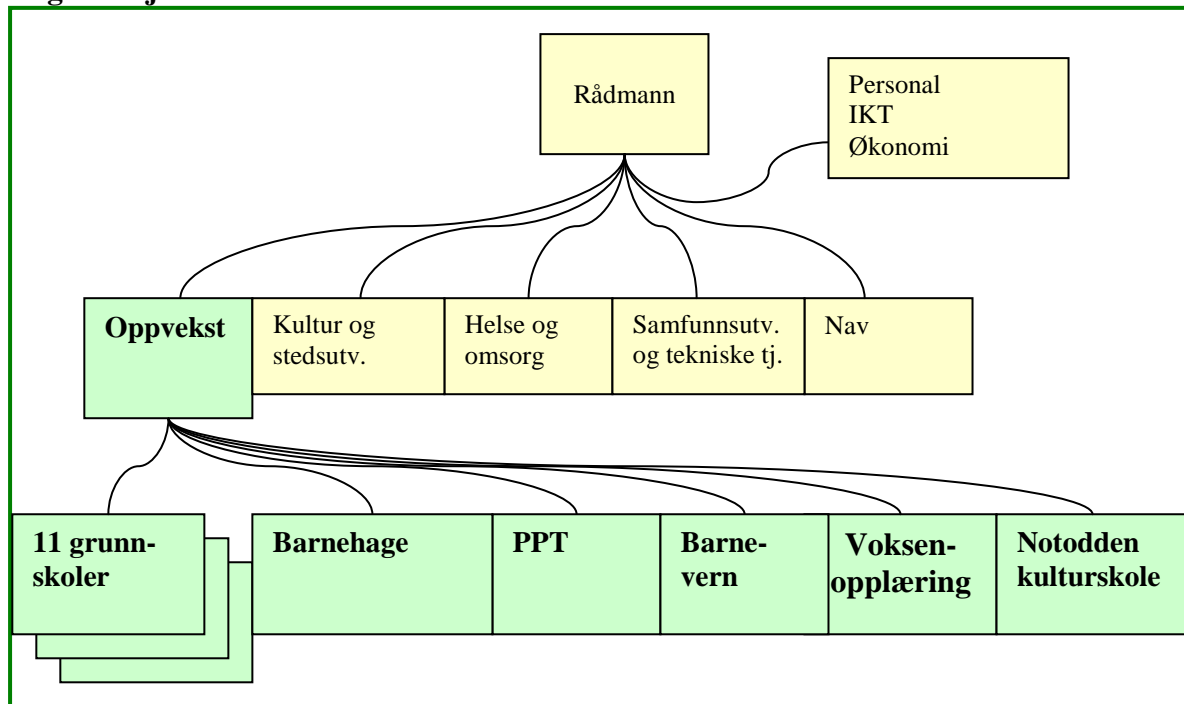 Rådmann
Personal
IKT
Økonomi
Oppvekst
Kultur og
stedsutv.
Helse og
omsorg
Samfunnsutv.
og tekniske tj.
Nav
11 grunn-
skoler
Barnehage
PPT
Barne-
vern
Voksen-
opplæring
Notodden
kulturskole